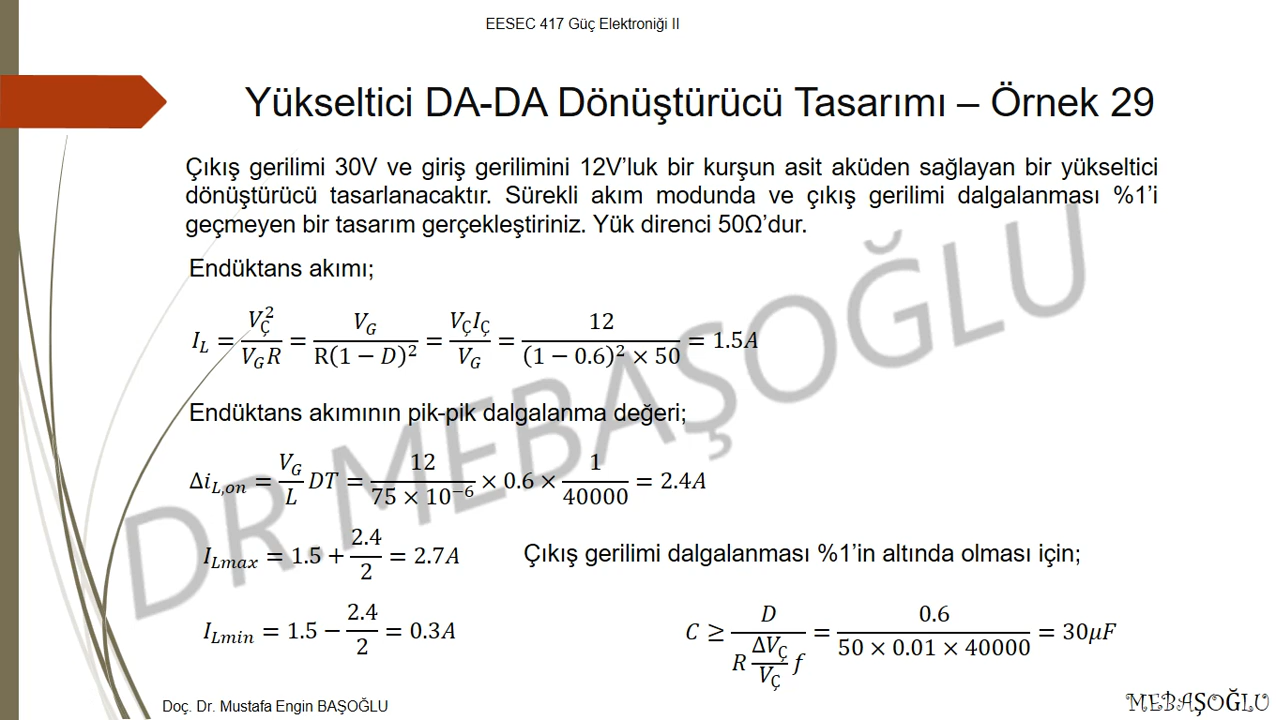 EESEC 417 Güç Elektroniği II
Yükseltici DA-DA Dönüştürücü Tasarımı – Örnek 29
Çıkış gerilimi 30V ve giriş gerilimini 12V’luk bir kurşun asit aküden sağlayan bir yükseltici
dönüştürücü tasarlanacaktır. Sürekli akım modunda ve çıkış gerilimi dalgalanması %1’i
geçmeyen bir tasarım gerçekleştiriniz. Yük direnci 50Ω’dur.
Endüktans akımı;
I_L = V_Ç^2 / (V_G R) = V_G / (R(1 − D)^2) = V_Ç I_Ç / V_G = 12 / ((1 − 0.6)^2 × 50) = 1.5A
Endüktans akımının pik-pik dalgalanma değeri;
Δi_{L,on} = (V_G / L) DT = 12 / (75 × 10^{−6}) × 0.6 × 1 / 40000 = 2.4A
I_{Lmax} = 1.5 + 2.4 / 2 = 2.7A
I_{Lmin} = 1.5 − 2.4 / 2 = 0.3A
Çıkış gerilimi dalgalanması %1’in altında olması için;
C ≥ D / (R (ΔV_Ç / V_Ç) f) = 0.6 / (50 × 0.01 × 40000) = 30μF
DR.MEBAŞOĞLU
Doç. Dr. Mustafa Engin BAŞOĞLU
MEBAŞOĞLU